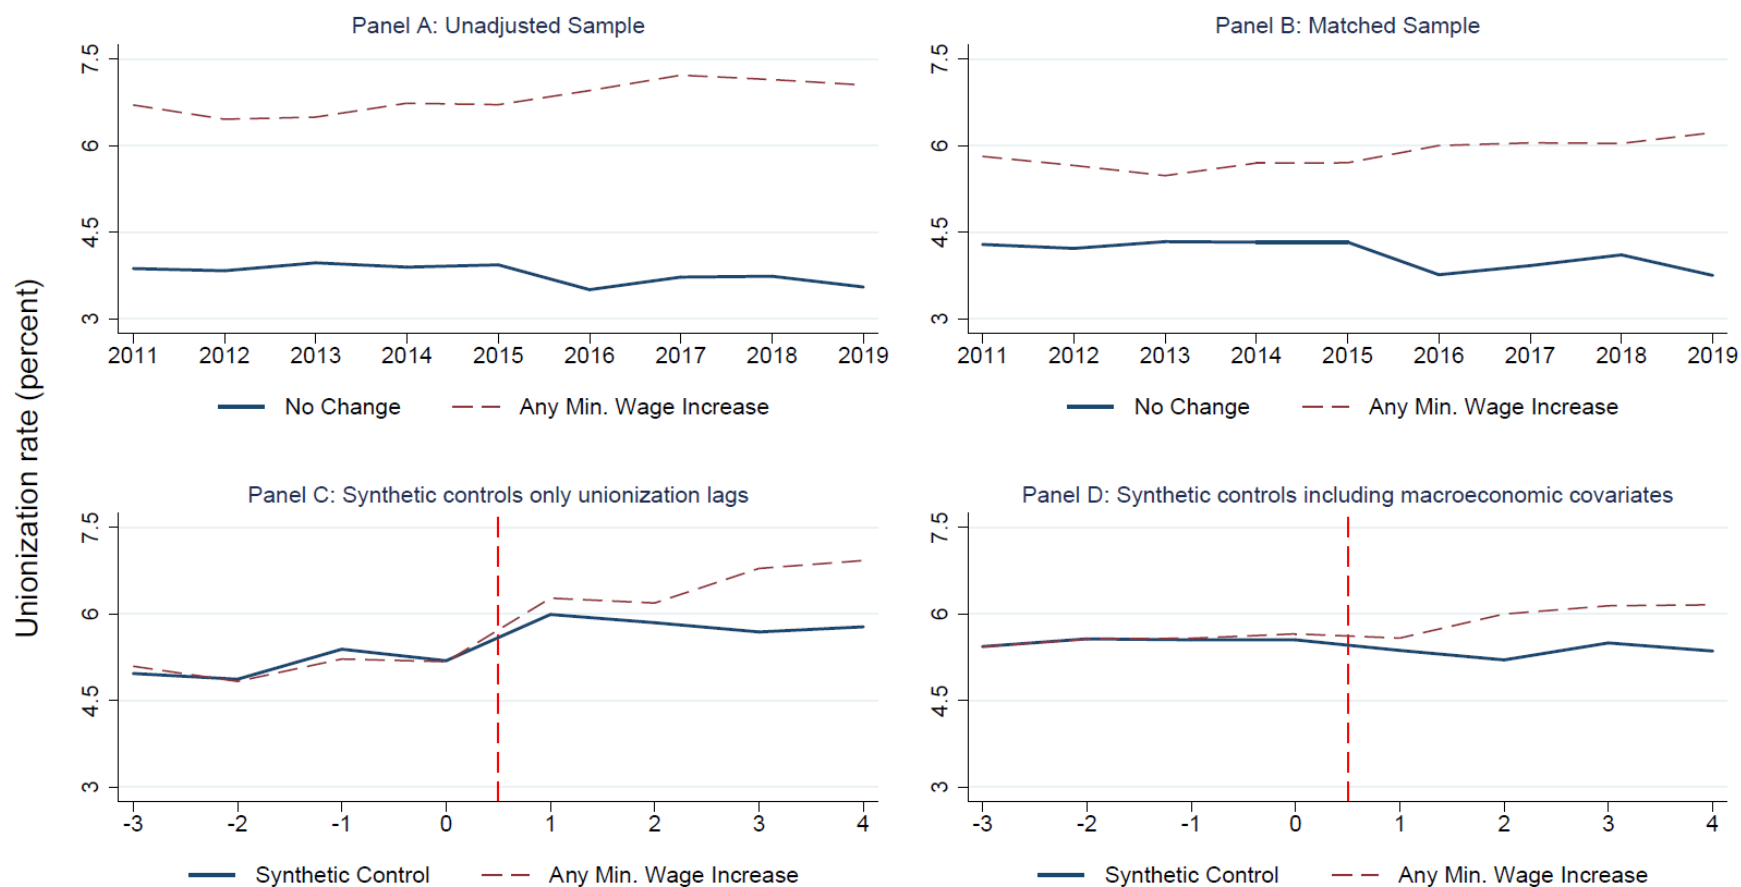 Unionization rate (percent)
Panel A: Unadjusted Sample
7.5
6
4.5
3
2011 2012 2013 2014 2015 2016 2017 2018 2019
No Change Any Min. Wage Increase
Panel B: Matched Sample
7.5
6
4.5
3
2011 2012 2013 2014 2015 2016 2017 2018 2019
No Change Any Min. Wage Increase
Panel C: Synthetic controls only unionization lags
7.5
6
4.5
3
-3 -2 -1 0 1 2 3 4
Synthetic Control Any Min. Wage Increase
Panel D: Synthetic controls including macroeconomic covariates
7.5
6
4.5
3
-3 -2 -1 0 1 2 3 4
Synthetic Control Any Min. Wage Increase